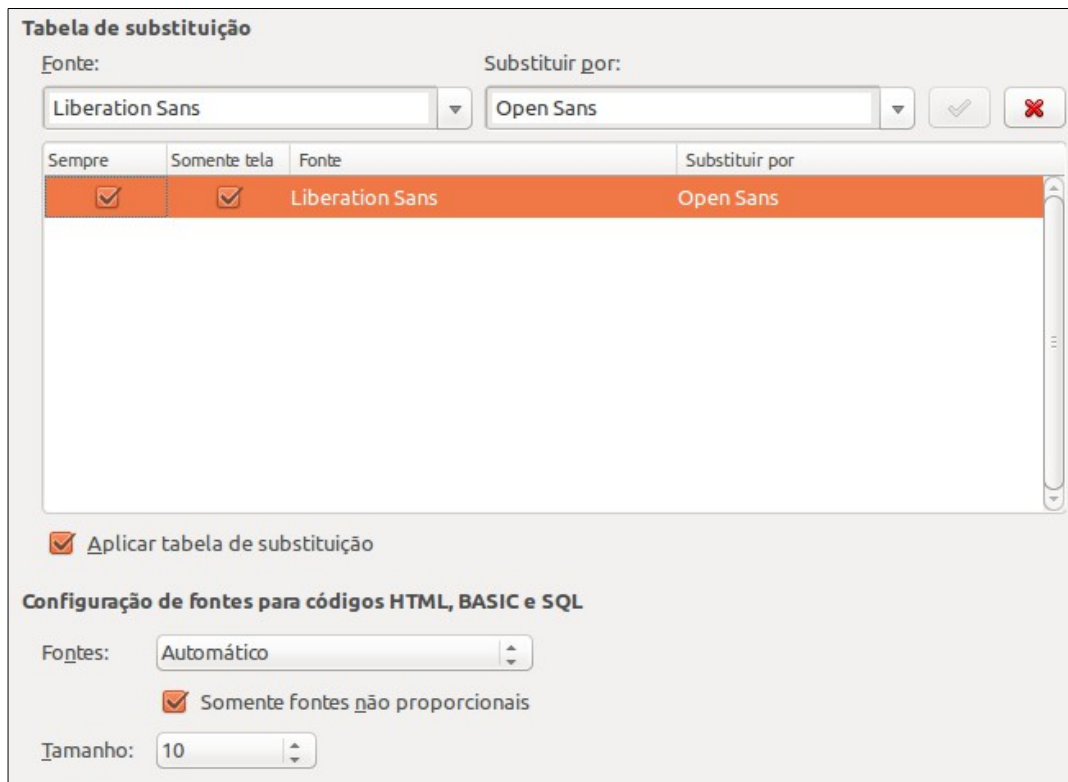 Tabela de substituição
Fonte: Substituir por:
Liberation Sans Open Sans
Sempre Somente tela Fonte Substituir por
Liberation Sans Open Sans
Aplicar tabela de substituição
Configuração de fontes para códigos HTML, BASIC e SQL
Fontes: Automático
Somente fontes não proporcionais
Tamanho: 10